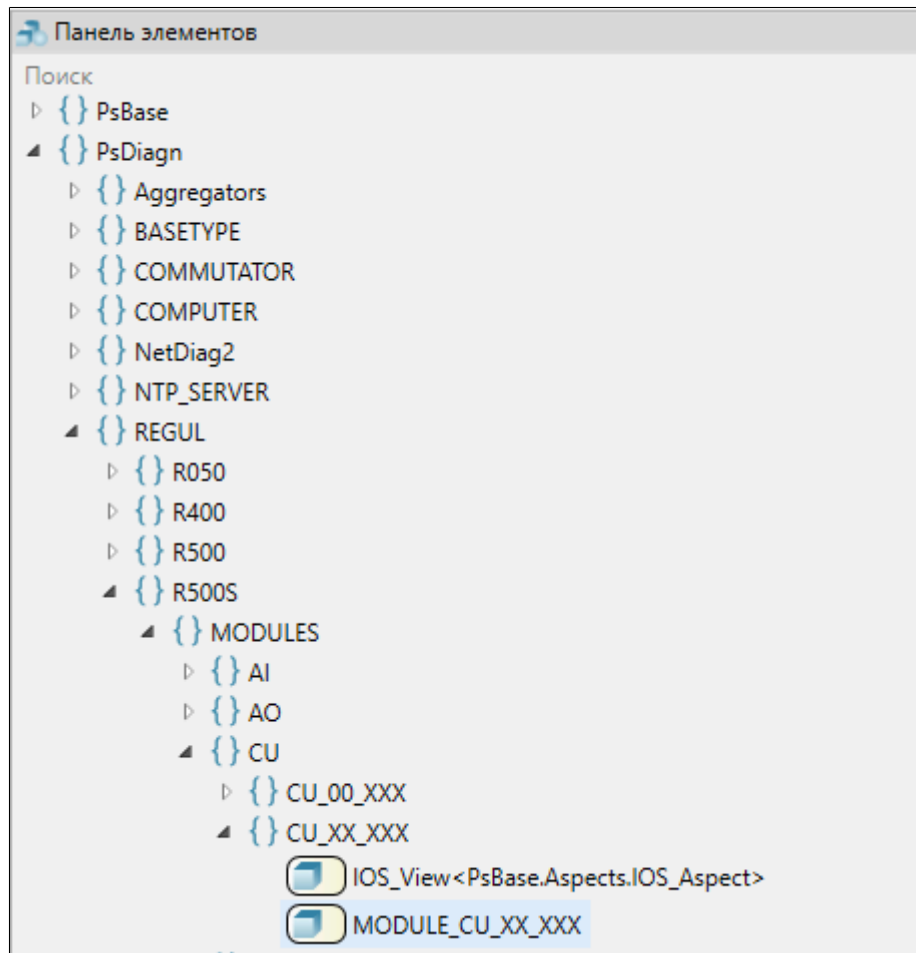 Панель элементов
Поиск
{ } PsBase
{ } PsDiagn
{ } Aggregators
{ } BASETYPE
{ } COMMUTATOR
{ } COMPUTER
{ } NetDiag2
{ } NTP_SERVER
{ } REGUL
{ } R050
{ } R400
{ } R500
{ } R500S
{ } MODULES
{ } AI
{ } AO
{ } CU
{ } CU_00_XXX
{ } CU_XX_XXX
IOS_View<PsBase.Aspects.IOS_Aspect>
MODULE_CU_XX_XXX